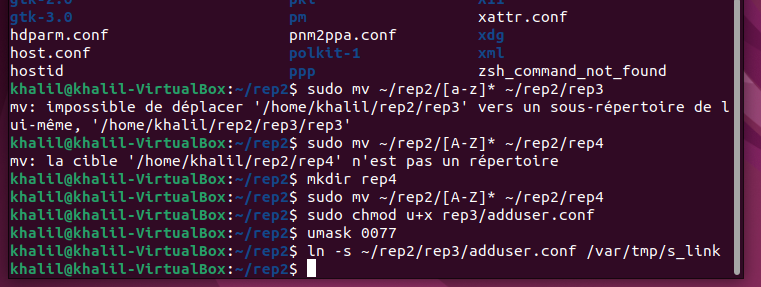 gtk-2.0 pki X11
gtk-3.0 pm xattr.conf
hdparm.conf pnm2ppa.conf xdg
host.conf polkit-1 xml
hostid ppp zsh_command_not_found
khalil@khalil-VirtualBox:~/rep2$ sudo mv ~/rep2/[a-z]* ~/rep2/rep3
mv: impossible de déplacer '/home/khalil/rep2/rep3' vers un sous-répertoire de l
ui-même, '/home/khalil/rep2/rep3/rep3'
khalil@khalil-VirtualBox:~/rep2$ sudo mv ~/rep2/[A-Z]* ~/rep2/rep4
mv: la cible '/home/khalil/rep2/rep4' n'est pas un répertoire
khalil@khalil-VirtualBox:~/rep2$ mkdir rep4
khalil@khalil-VirtualBox:~/rep2$ sudo mv ~/rep2/[A-Z]* ~/rep2/rep4
khalil@khalil-VirtualBox:~/rep2$ sudo chmod u+x rep3/adduser.conf
khalil@khalil-VirtualBox:~/rep2$ umask 0077
khalil@khalil-VirtualBox:~/rep2$ ln -s ~/rep2/rep3/adduser.conf /var/tmp/s_link
khalil@khalil-VirtualBox:~/rep2$